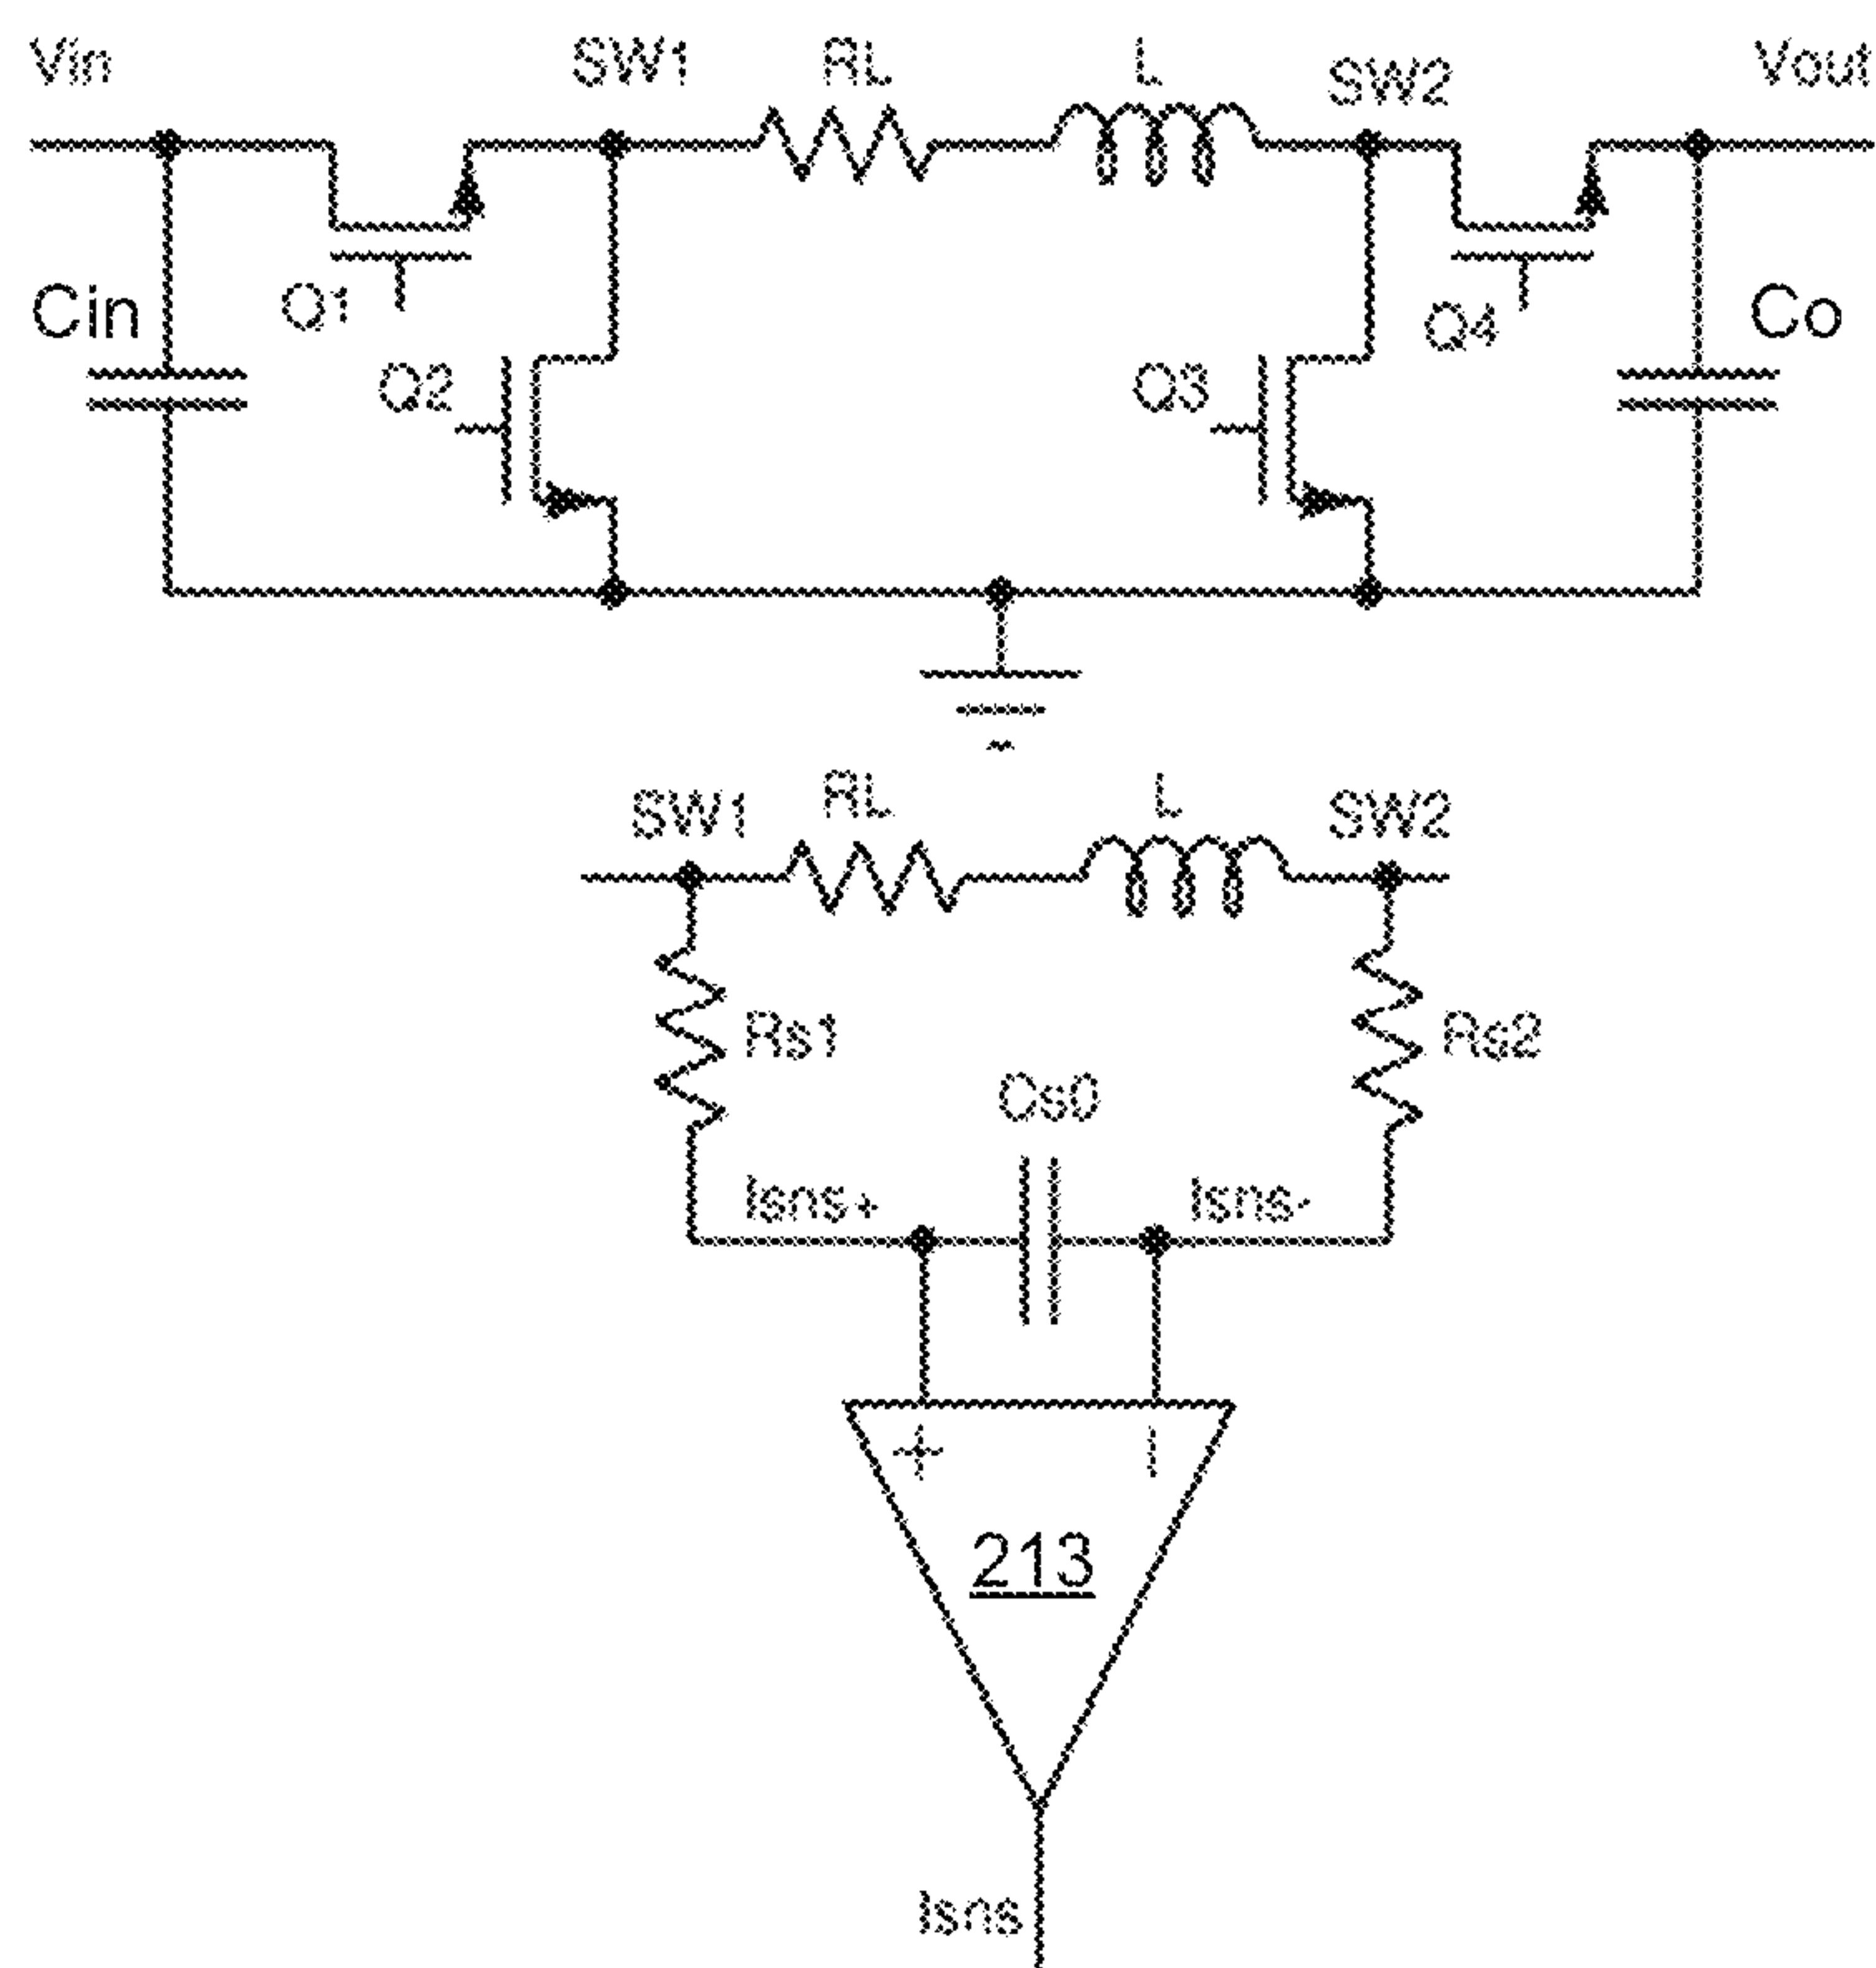 Vin
SW1
RL
L
SW2
Vout
Cin
Q1
Q2
Q3
Q4
Co
SW1
RL
L
SW2
Rs1
Rs2
Cs0
Isns+
Isns-
+
-
213
Isns